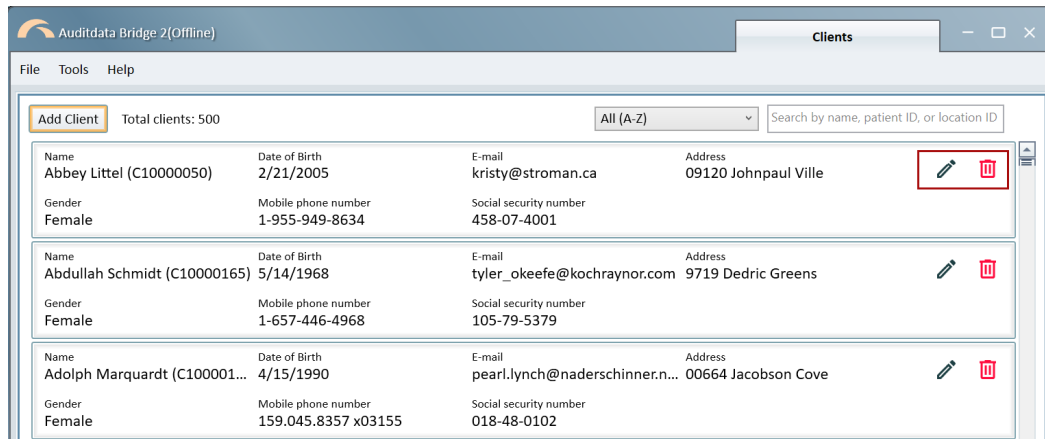 Auditdata Bridge 2(Offline)
Clients
File Tools Help
Add Client Total clients: 500 All (A-Z) Search by name, patient ID, or location ID
Name Date of Birth E-mail Address
Abbey Littel (C10000050) 2/21/2005 kristy@stroman.ca 09120 Johnpaul Ville
Gender Mobile phone number Social security number
Female 1-955-949-8634 458-07-4001
Name Date of Birth E-mail Address
Abdullah Schmidt (C10000165) 5/14/1968 tyler_okeefe@kochraynor.com 9719 Dedric Greens
Gender Mobile phone number Social security number
Female 1-657-446-4968 105-79-5379
Name Date of Birth E-mail Address
Adolph Marquardt (C100001... 4/15/1990 pearl.lynch@naderschinner.n... 00664 Jacobson Cove
Gender Mobile phone number Social security number
Female 159.045.8357 x03155 018-48-0102